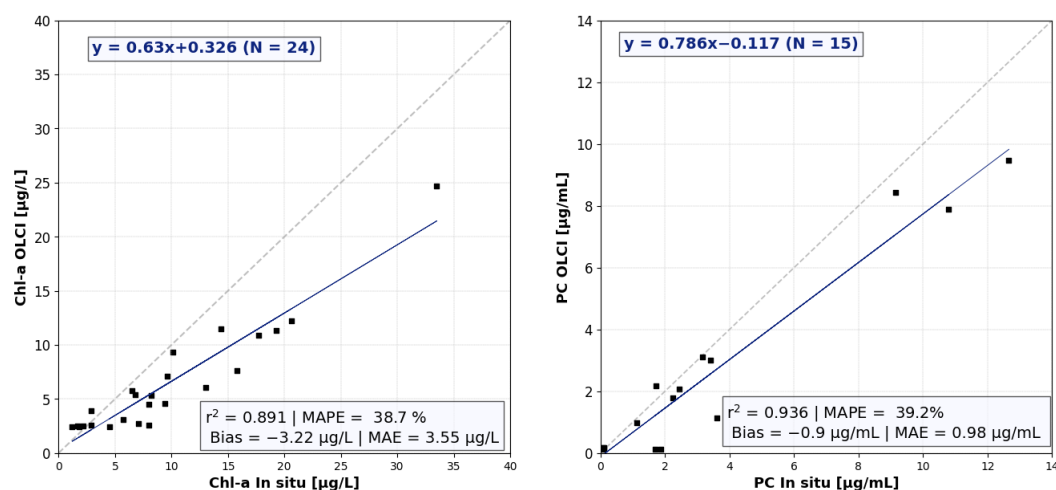 y = 0.63x+0.326 (N = 24)
40
35
30
25
20
15
10
5
0
Chl-a OLCI [µg/L]
r² = 0.891 | MAPE = 38.7 %
Bias = −3.22 µg/L | MAE = 3.55 µg/L
0 5 10 15 20 25 30 35 40
Chl-a In situ [µg/L]
y = 0.786x−0.117 (N = 15)
14
12
10
8
6
4
2
0
PC OLCI [µg/mL]
r² = 0.936 | MAPE = 39.2%
Bias = −0.9 µg/mL | MAE = 0.98 µg/mL
0 2 4 6 8 10 12 14
PC In situ [µg/mL]